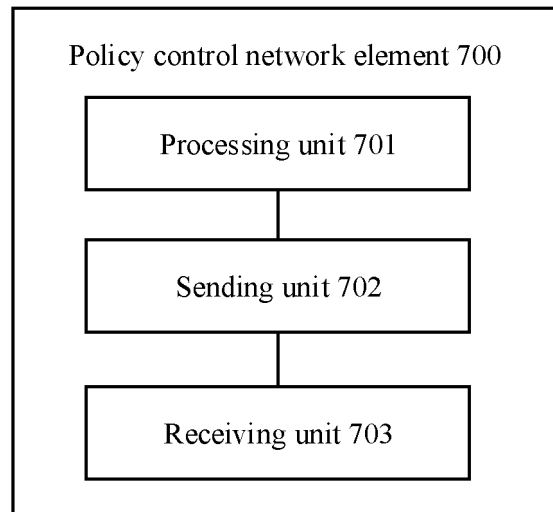 Policy control network element 700
Processing unit 701
Sending unit 702
Receiving unit 703